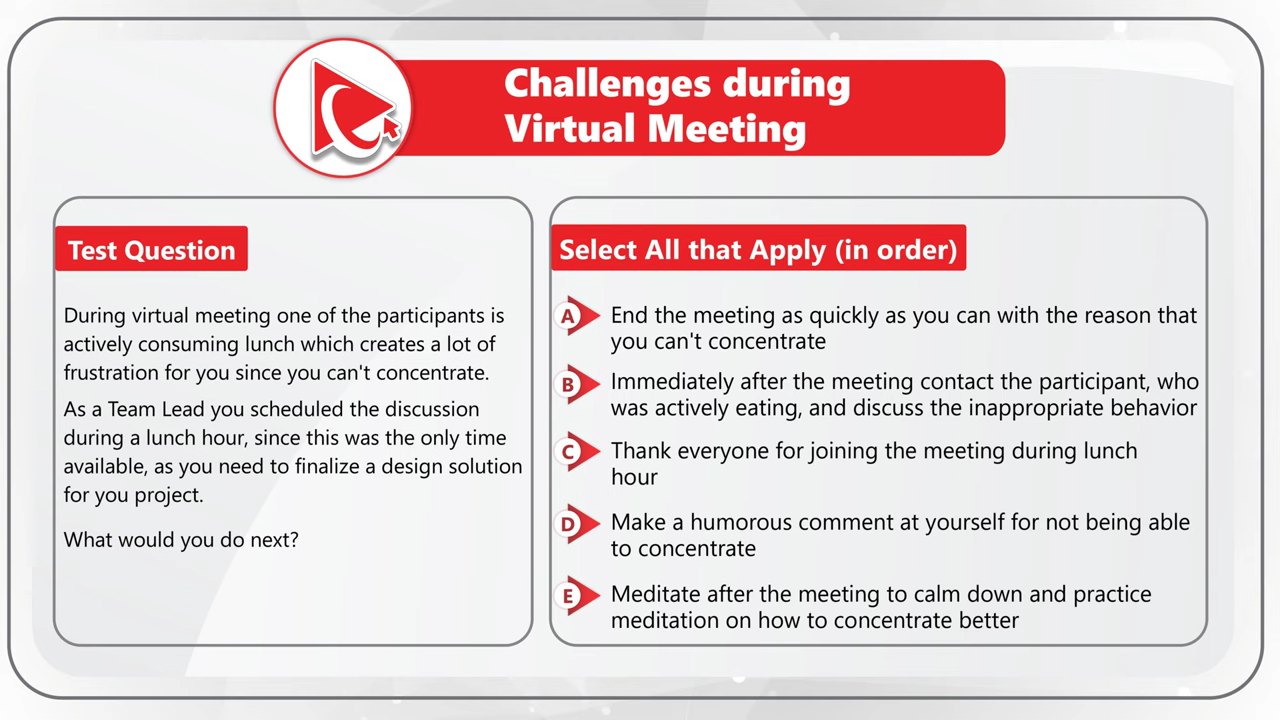 Challenges during
Virtual Meeting
Test Question
During virtual meeting one of the participants is
actively consuming lunch which creates a lot of
frustration for you since you can't concentrate.
As a Team Lead you scheduled the discussion
during a lunch hour, since this was the only time
available, as you need to finalize a design solution
for you project.
What would you do next?
Select All that Apply (in order)
A End the meeting as quickly as you can with the reason that
you can't concentrate
B Immediately after the meeting contact the participant, who
was actively eating, and discuss the inappropriate behavior
C Thank everyone for joining the meeting during lunch
hour
D Make a humorous comment at yourself for not being able
to concentrate
E Meditate after the meeting to calm down and practice
meditation on how to concentrate better